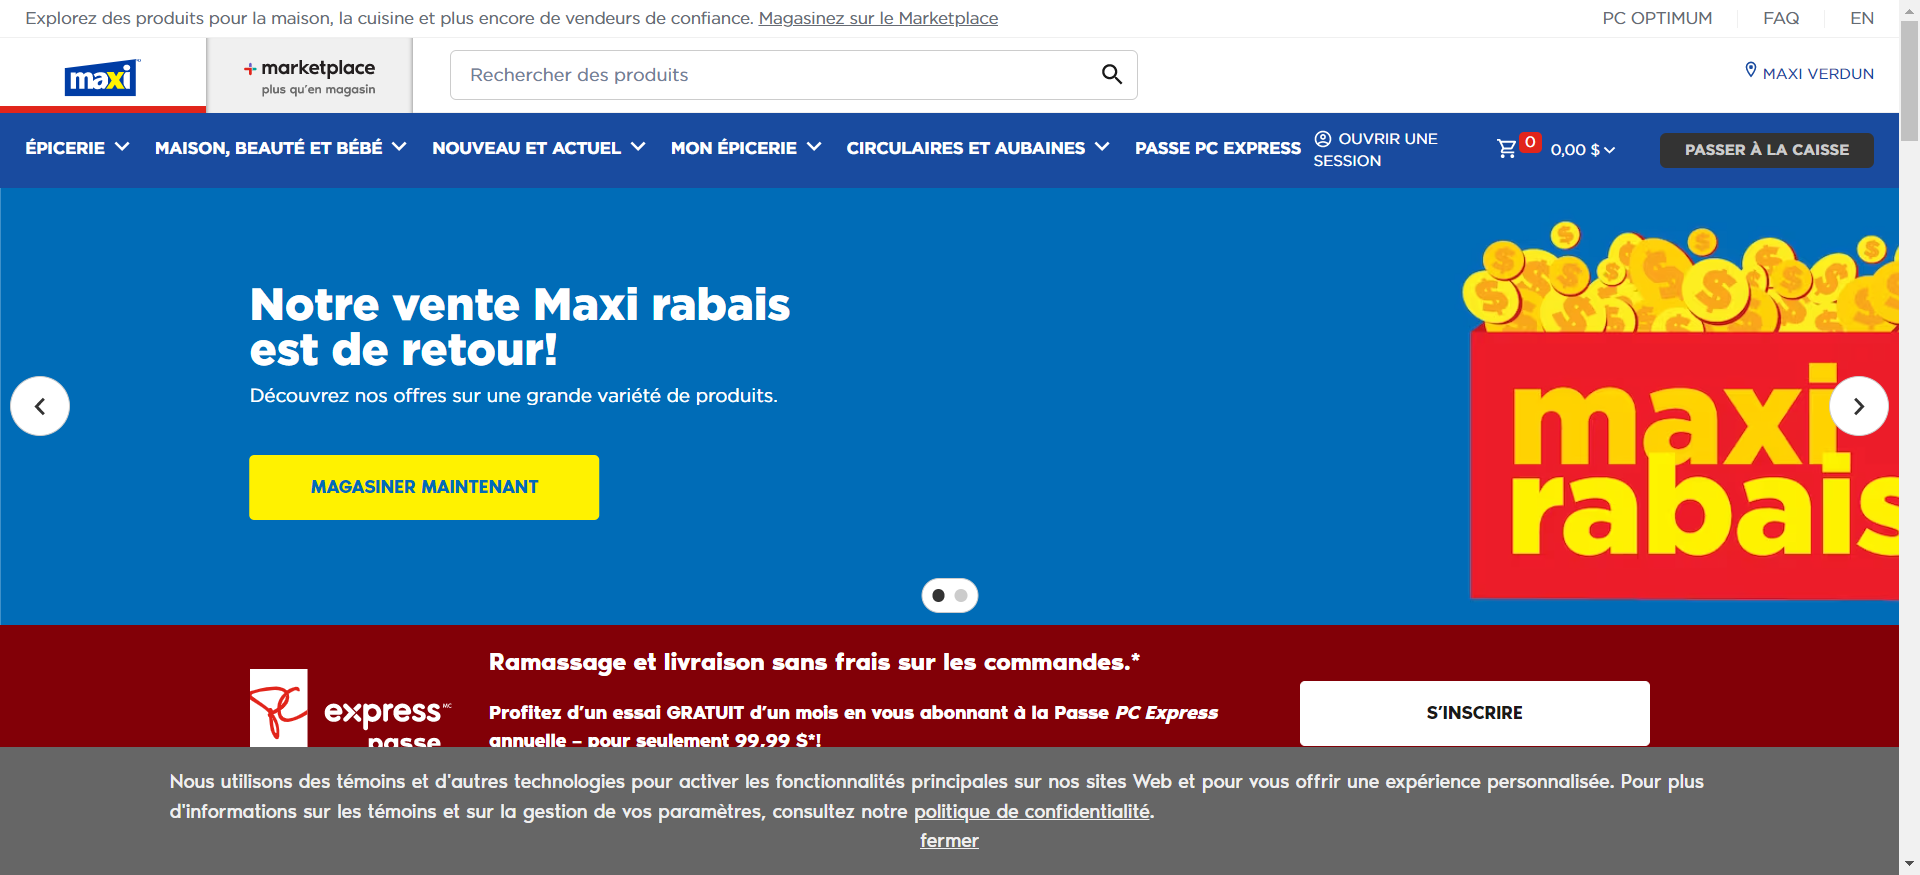 Explorez des produits pour la maison, la cuisine et plus encore de vendeurs de confiance. Magasinez sur le Marketplace
PC OPTIMUM
FAQ
EN
maxi
marketplace
plus qu'en magasin
Rechercher des produits
MAXI VERDUN
ÉPICERIE
MAISON, BEAUTÉ ET BÉBÉ
NOUVEAU ET ACTUEL
MON ÉPICERIE
CIRCULAIRES ET AUBAINES
PASSE PC EXPRESS
OUVRIR UNE
SESSION
0
0,00 $
PASSER À LA CAISSE
Notre vente Maxi rabais
est de retour!
Découvrez nos offres sur une grande variété de produits.
MAGASINER MAINTENANT
maxi
rabais
PC express MC
passe
Ramassage et livraison sans frais sur les commandes.*
Profitez d'un essai GRATUIT d'un mois en vous abonnant à la Passe PC Express
annuelle – pour seulement 99,99 $*!
S'INSCRIRE
Nous utilisons des témoins et d'autres technologies pour activer les fonctionnalités principales sur nos sites Web et pour vous offrir une expérience personnalisée. Pour plus
d'informations sur les témoins et sur la gestion de vos paramètres, consultez notre politique de confidentialité.
fermer